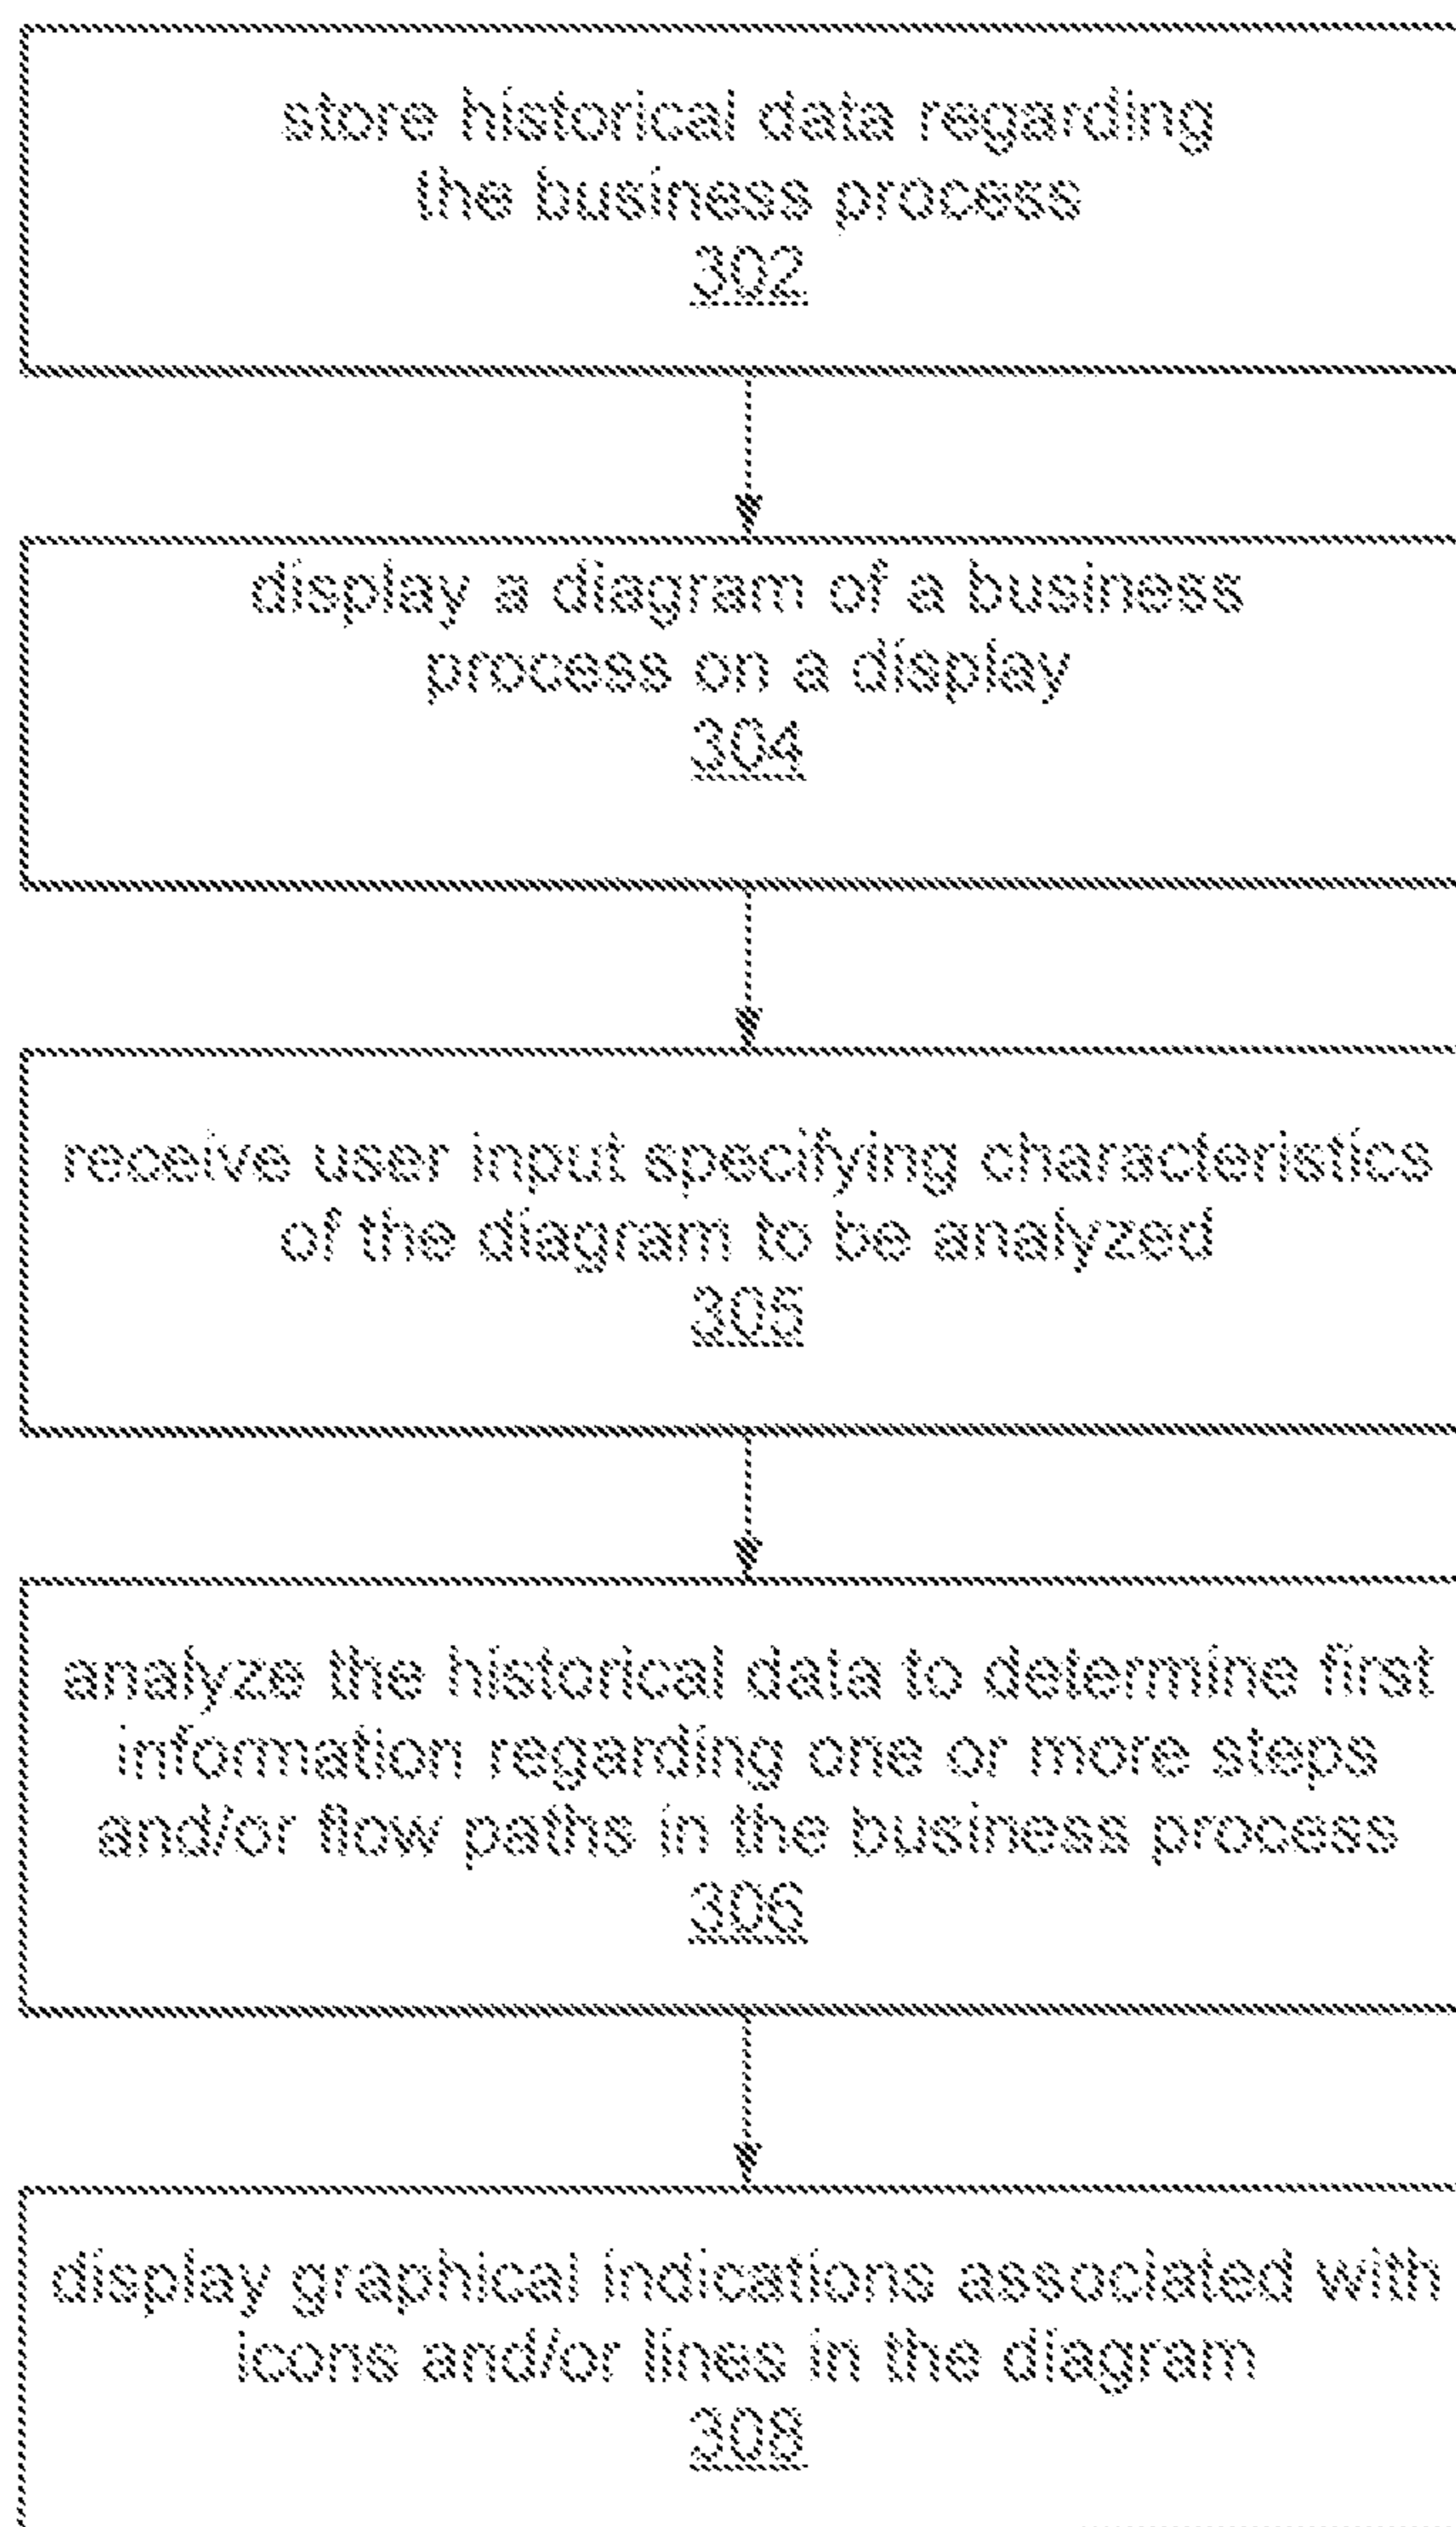 store historical data regarding
the business process
302
display a diagram of a business
process on a display
304
receive user input specifying characteristics
of the diagram to be analyzed
305
analyze the historical data to determine first
information regarding one or more steps
and/or flow paths in the business process
306
display graphical indications associated with
icons and/or lines in the diagram
308